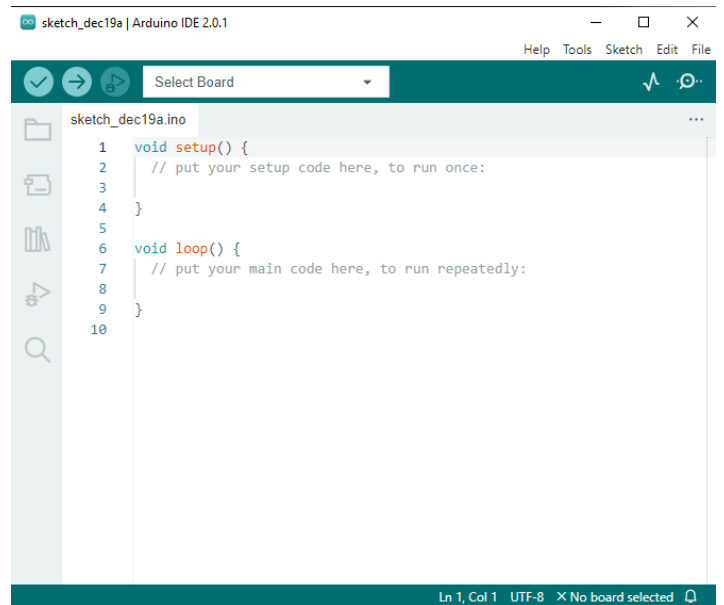 sketch_dec19a | Arduino IDE 2.0.1
Help Tools Sketch Edit File
Select Board
sketch_dec19a.ino
1 void setup() {
2 // put your setup code here, to run once:
3
4 }
5
6 void loop() {
7 // put your main code here, to run repeatedly:
8
9 }
10
Ln 1, Col 1 UTF-8 No board selected